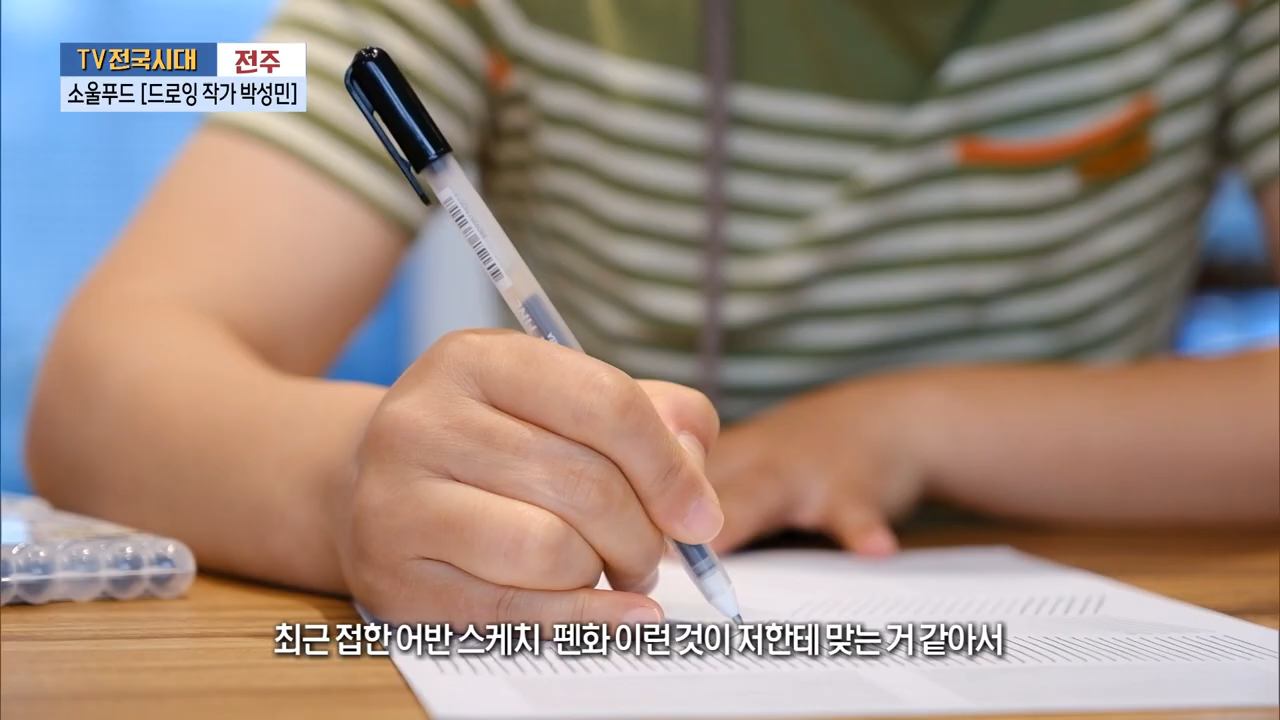 TV전국시대 전주
소울푸드 [드로잉 작가 박성민]
최근 접한 어반 스케치 펜화 이런 것이 저한테 맞는 거 같아서